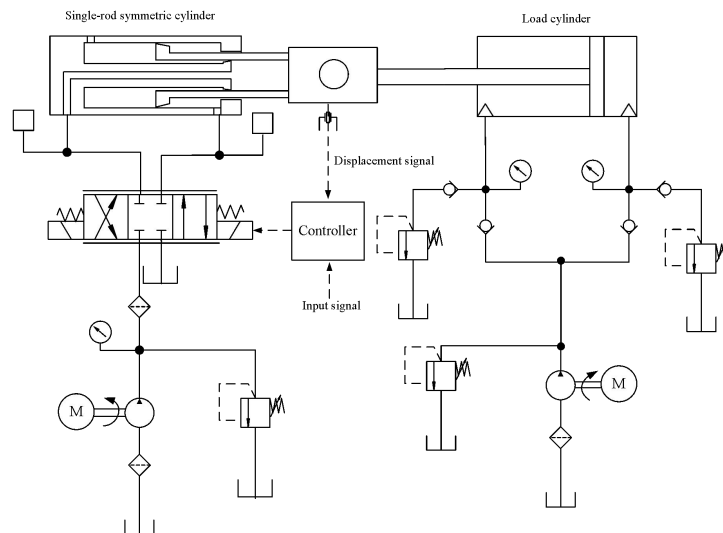 Single-rod symmetric cylinder
Load cylinder
Displacement signal
Controller
Input signal
M
M